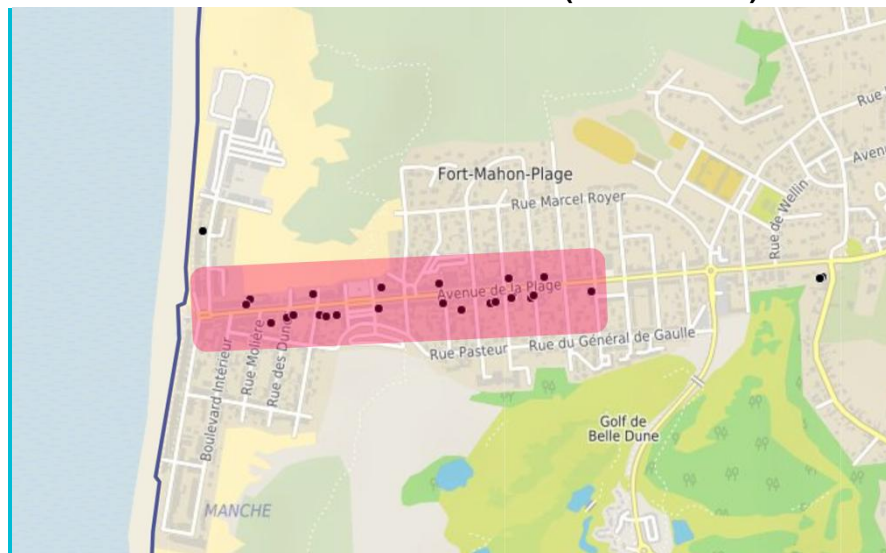 Fort-Mahon-Plage
Rue Marcel Royer
Rue de Wellin
Rue
Avenue de la Plage
Rue du Général de Gaulle
Rue Pasteur
Rue Molière
Rue des Dunes
Boulevard Intérieur
Golf de
Belle Dune
MANCHE